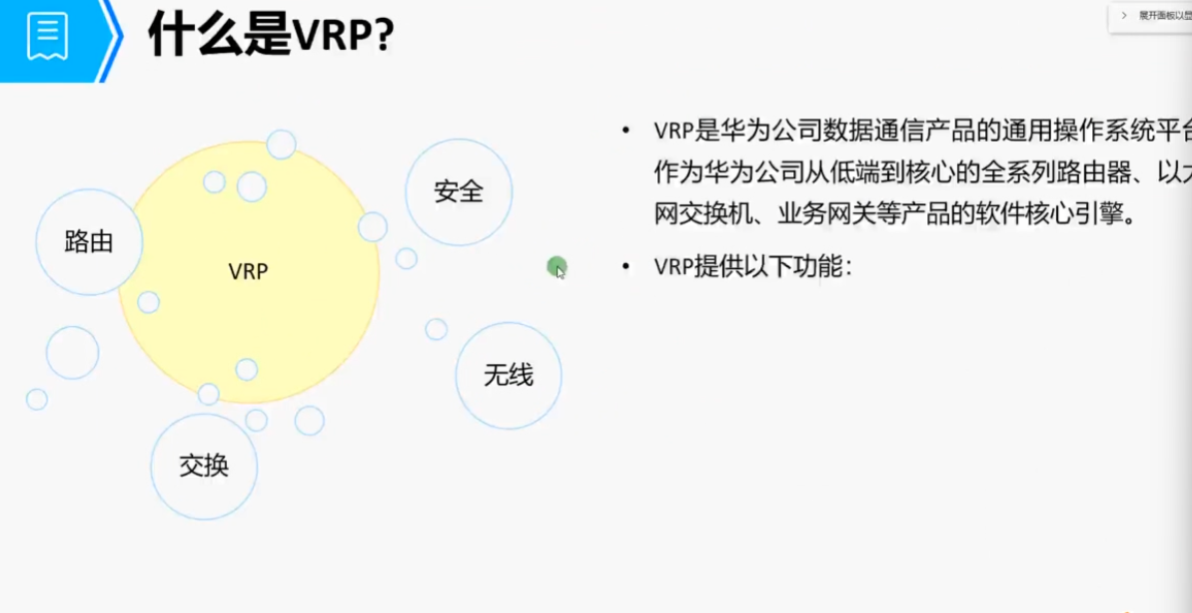 什么是VRP?
展开面板以
VRP是华为公司数据通信产品的通用操作系统平台
作为华为公司从低端到核心的全系列路由器、以太
网交换机、业务网关等产品的软件核心引擎。
VRP提供以下功能：
安全
路由
VRP
无线
交换